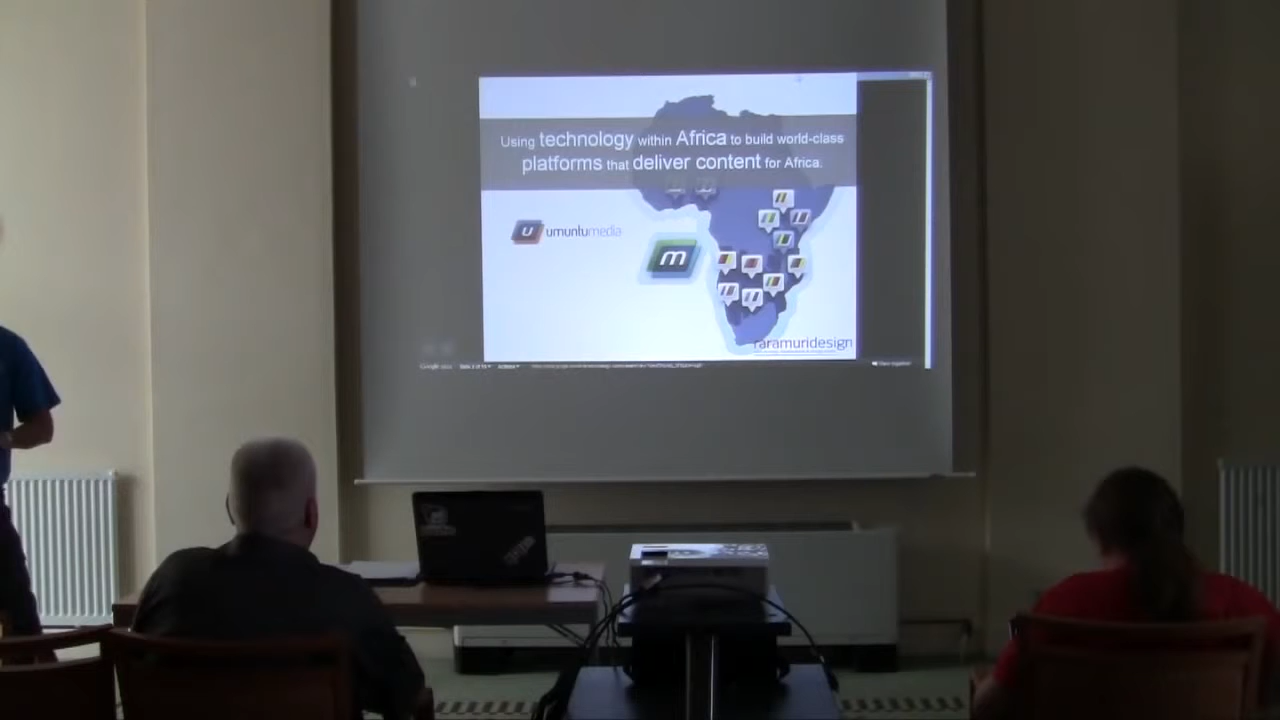 Using technology within Africa to build world-class
platforms that deliver content for Africa.
umuntumedia
m
raramuridesign